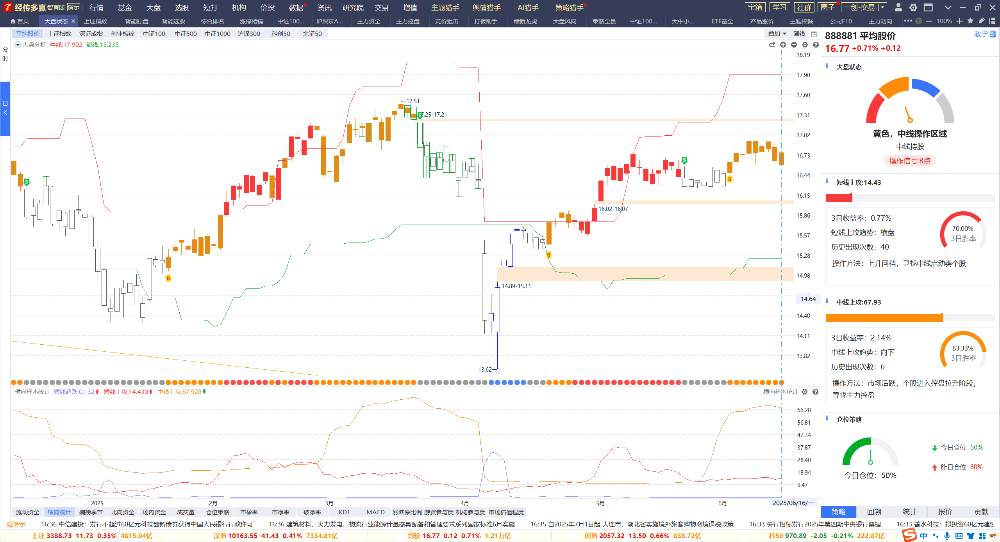 经传多赢 智尊版 演示 行情 基金 大盘 选股 短打 机构 价投 数据 资讯 研究院 交易 增值 主题猎手 舆情猎手 AI猎手 策略猎手 宝箱 学习 社群 圈子 一创-交易
首页 大盘状态 上证指数 智能盯盘 智能选股 综合排名 涨停棱镜 中证100... 沪深京A... 主力资金 主力控盘 竞价狙击 打板助手 最新龙虎 大盘风向 策略全景 中证100... 大中小... ETF基金 产品涨价 主题挖掘 公司F10 主力动向 100%
平均股价 上证指数 深证成指 创业板综 中证100 中证500 中证1000 沪深300 科创50 北证50 叠加 画线
大盘分析 牛线:17.902 熊线:15.235
分时
日K
18.19
17.90
17.60
17.31
17.02
16.73
16.44
16.15
15.86
15.57
15.28
14.98
14.64
14.40
14.11
13.82
←17.51
S
7.25-17.21
S
S
B
16.02-16.07
B
B
14.89-15.11
13.62→
横向样本统计 短线超跌:0.132 短线上攻:14.430 中线上攻:67.928 横向样本统计
66.28
56.81
47.34
37.87
28.40
18.94
9.47
2025 2月 3月 4月 5月 6月 2025/06/16/一
流动资金 横向统计 捕捞季节 北向资金 场内资金 成交量 仓位策略 市盈率 市净率 破净率 KDJ MACD 涨跌停比例 游资参与度 机构参与度 市场估值程度
888881 平均股价 教学
16.77 +0.71% +0.12
大盘状态
黄色，中线操作区域
中线持股
操作信号:B点
短线上攻:14.43
3日收益率：0.77%
短线上攻趋势：横盘
历史出现次数：40
70.00%
3日胜率
操作方法：上升回档，寻找中线启动类个股
中线上攻:67.93
3日收益率：2.14%
中线上攻趋势：向下
历史出现次数：6
83.33%
3日胜率
操作方法：市场活跃，个股进入控盘拉升阶段，
寻找主力控盘
仓位策略
今日仓位 50%
昨日仓位 80%
今日仓位：50%
策略 回溯 统计 报价 贡献
险提示 16:36 中信建投：发行不超过60亿元科技创新债券获得中国人民银行行政许可 16:36 建筑材料、火力发电、物流行业能源计量器具配备和管理要求系列国家标准6月实施 16:35 自2025年7月1日起 大连市、湖北省实施境外旅客购物离境退税政策 16:33 央行招标发行2025年第四期中央银行票据 16:33 善水科技：拟投资60亿元建设
上证 3388.73 11.73 0.35% 4815.94亿 深指 10163.55 41.43 0.41% 7334.81亿 均价 16.77 0.12 0.71% 1.21万亿 创指 2057.32 13.50 0.66% 838.72亿 科50 970.89 -2.05 -0.21% 222.87亿 S 中